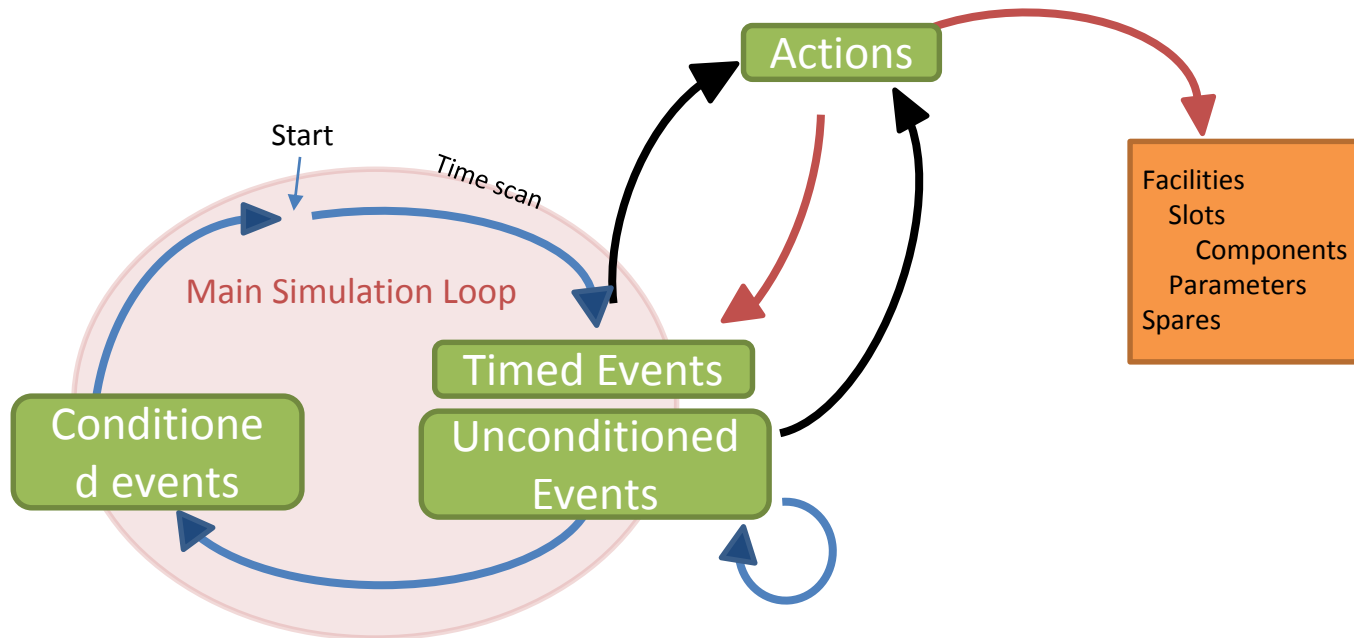 Actions
Start
Time scan
Facilities
Slots
Components
Parameters
Spares
Main Simulation Loop
Timed Events
Conditione
d events
Unconditioned
Events